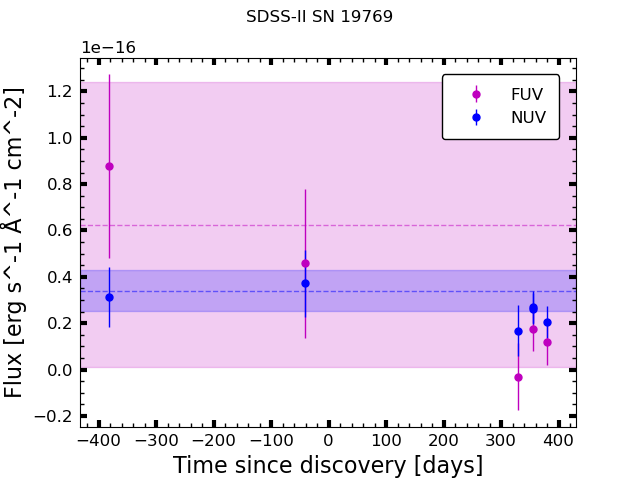 SDSS-II SN 19769
1e−16
FUV
NUV
1.2
1.0
0.8
0.6
0.4
0.2
0.0
−0.2
Flux [erg s^-1 Å^-1 cm^-2]
−400 −300 −200 −100 0 100 200 300 400
Time since discovery [days]